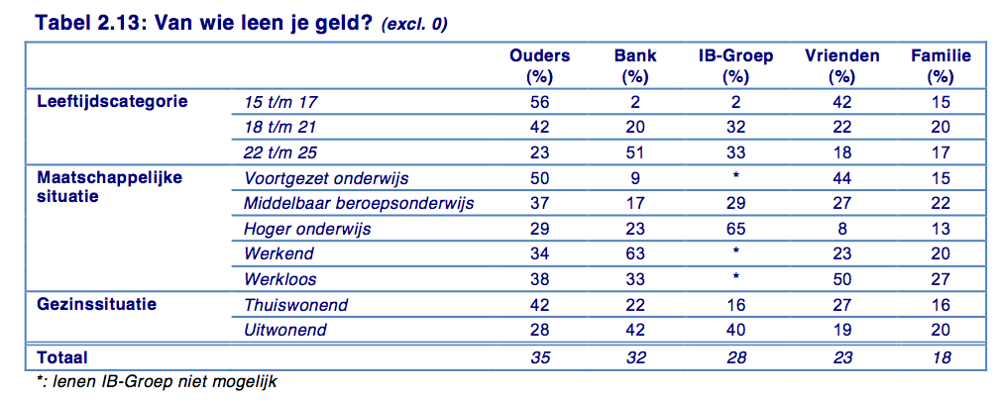 Tabel 2.13: Van wie leen je geld? (excl. 0)
Ouders (%) Bank (%) IB-Groep (%) Vrienden (%) Familie (%)
Leeftijdscategorie 15 t/m 17 56 2 2 42 15
18 t/m 21 42 20 32 22 20
22 t/m 25 23 51 33 18 17
Maatschappelijke situatie Voortgezet onderwijs 50 9 * 44 15
Middelbaar beroepsonderwijs 37 17 29 27 22
Hoger onderwijs 29 23 65 8 13
Werkend 34 63 * 23 20
Werkloos 38 33 * 50 27
Gezinssituatie Thuiswonend 42 22 16 27 16
Uitwonend 28 42 40 19 20
Totaal 35 32 28 23 18
*: lenen IB-Groep niet mogelijk